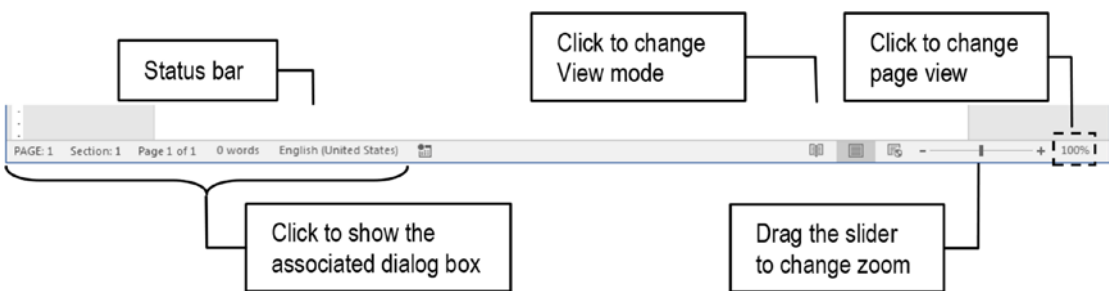 Status bar
Click to change
View mode
Click to change
page view
PAGE: 1 Section: 1 Page 1 of 1 0 words English (United States)
- + 100%
Click to show the
associated dialog box
Drag the slider
to change zoom